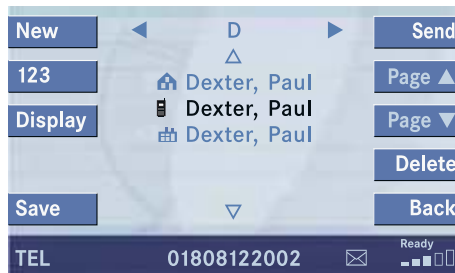 New
D
Send
123
Dexter, Paul
Page
Display
Dexter, Paul
Page
Dexter, Paul
Delete
Save
Back
TEL
01808122002
Ready